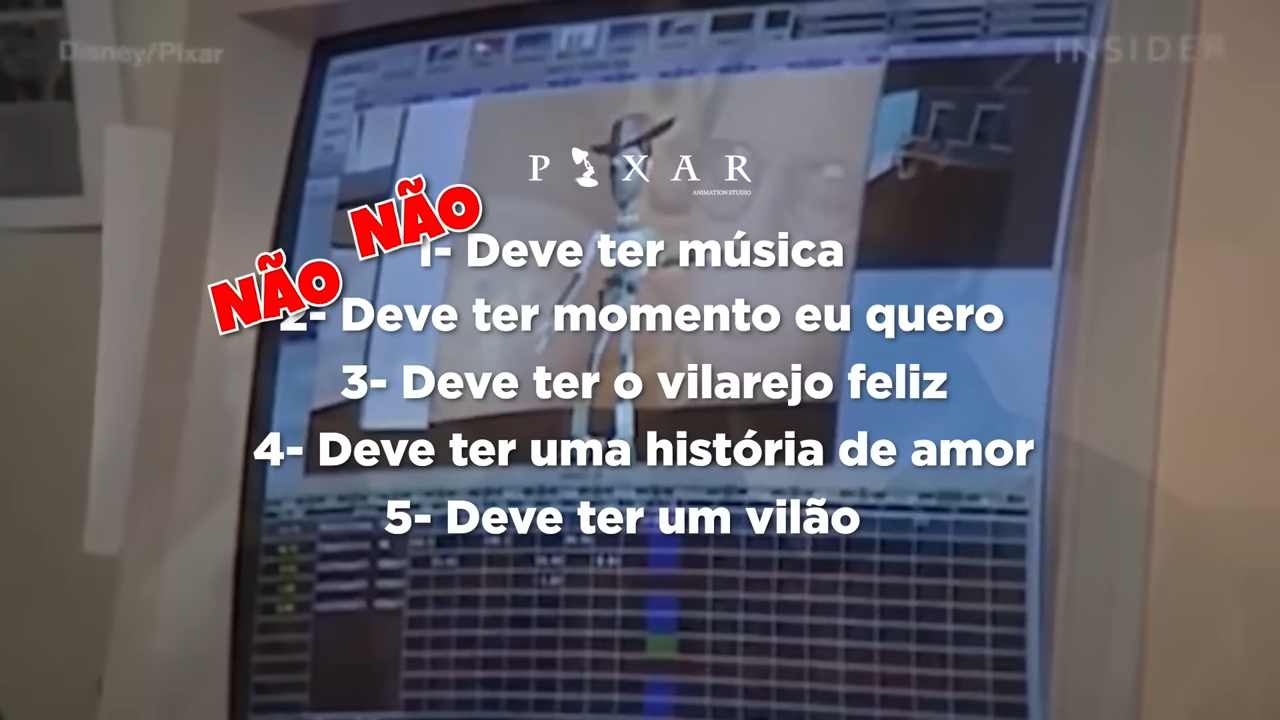 Disney/Pixar
INSIDER
PIXAR
ANIMATION STUDIO
NÃO
1- Deve ter música
NÃO
2- Deve ter momento eu quero
3- Deve ter o vilarejo feliz
4- Deve ter uma história de amor
5- Deve ter um vilão